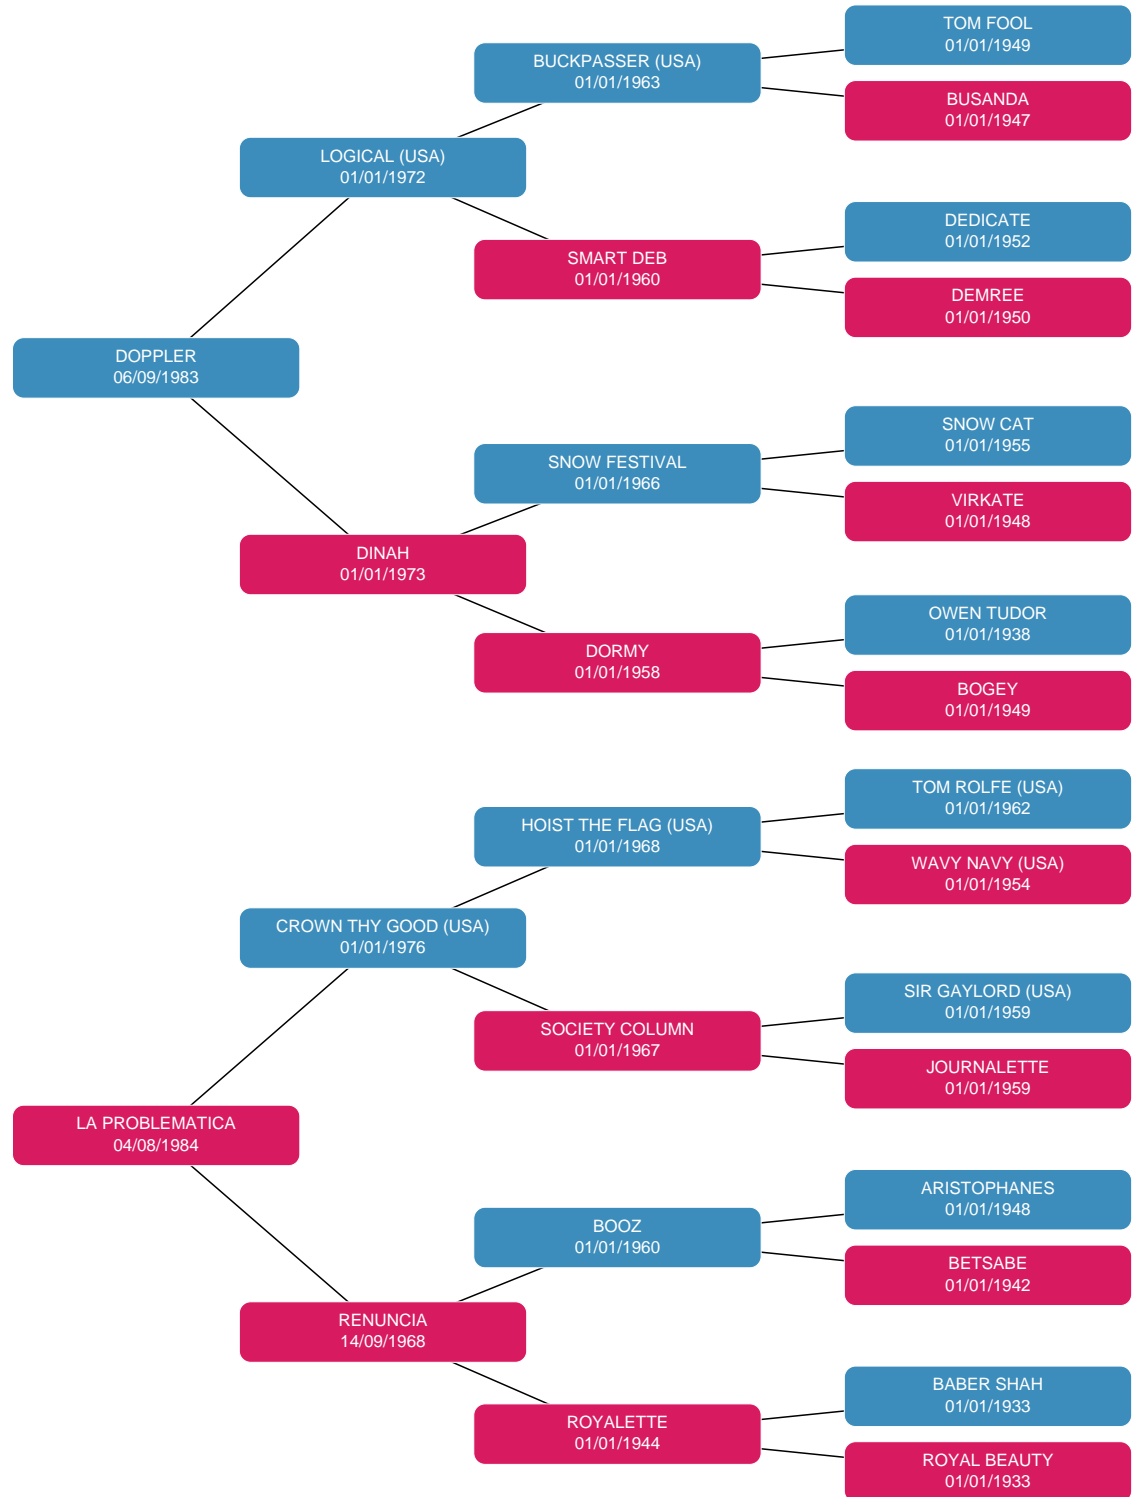 TOM FOOL
01/01/1949
BUCKPASSER (USA)
01/01/1963
BUSANDA
01/01/1947
LOGICAL (USA)
01/01/1972
DEDICATE
01/01/1952
SMART DEB
01/01/1960
DEMREE
01/01/1950
DOPPLER
06/09/1983
SNOW CAT
01/01/1955
SNOW FESTIVAL
01/01/1966
VIRKATE
01/01/1948
DINAH
01/01/1973
OWEN TUDOR
01/01/1938
DORMY
01/01/1958
BOGEY
01/01/1949
TOM ROLFE (USA)
01/01/1962
HOIST THE FLAG (USA)
01/01/1968
WAVY NAVY (USA)
01/01/1954
CROWN THY GOOD (USA)
01/01/1976
SIR GAYLORD (USA)
01/01/1959
SOCIETY COLUMN
01/01/1967
JOURNALETTE
01/01/1959
LA PROBLEMATICA
04/08/1984
ARISTOPHANES
01/01/1948
BOOZ
01/01/1960
BETSABE
01/01/1942
RENUNCIA
14/09/1968
BABER SHAH
01/01/1933
ROYALETTE
01/01/1944
ROYAL BEAUTY
01/01/1933